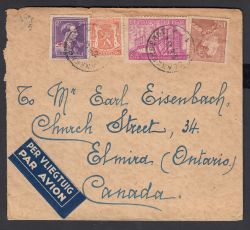 To Mr Earl Eisenbach,
Church Street, 34.
Elmira (Ontario)
Canada.
PER VLIEGTUIG
PAR AVION